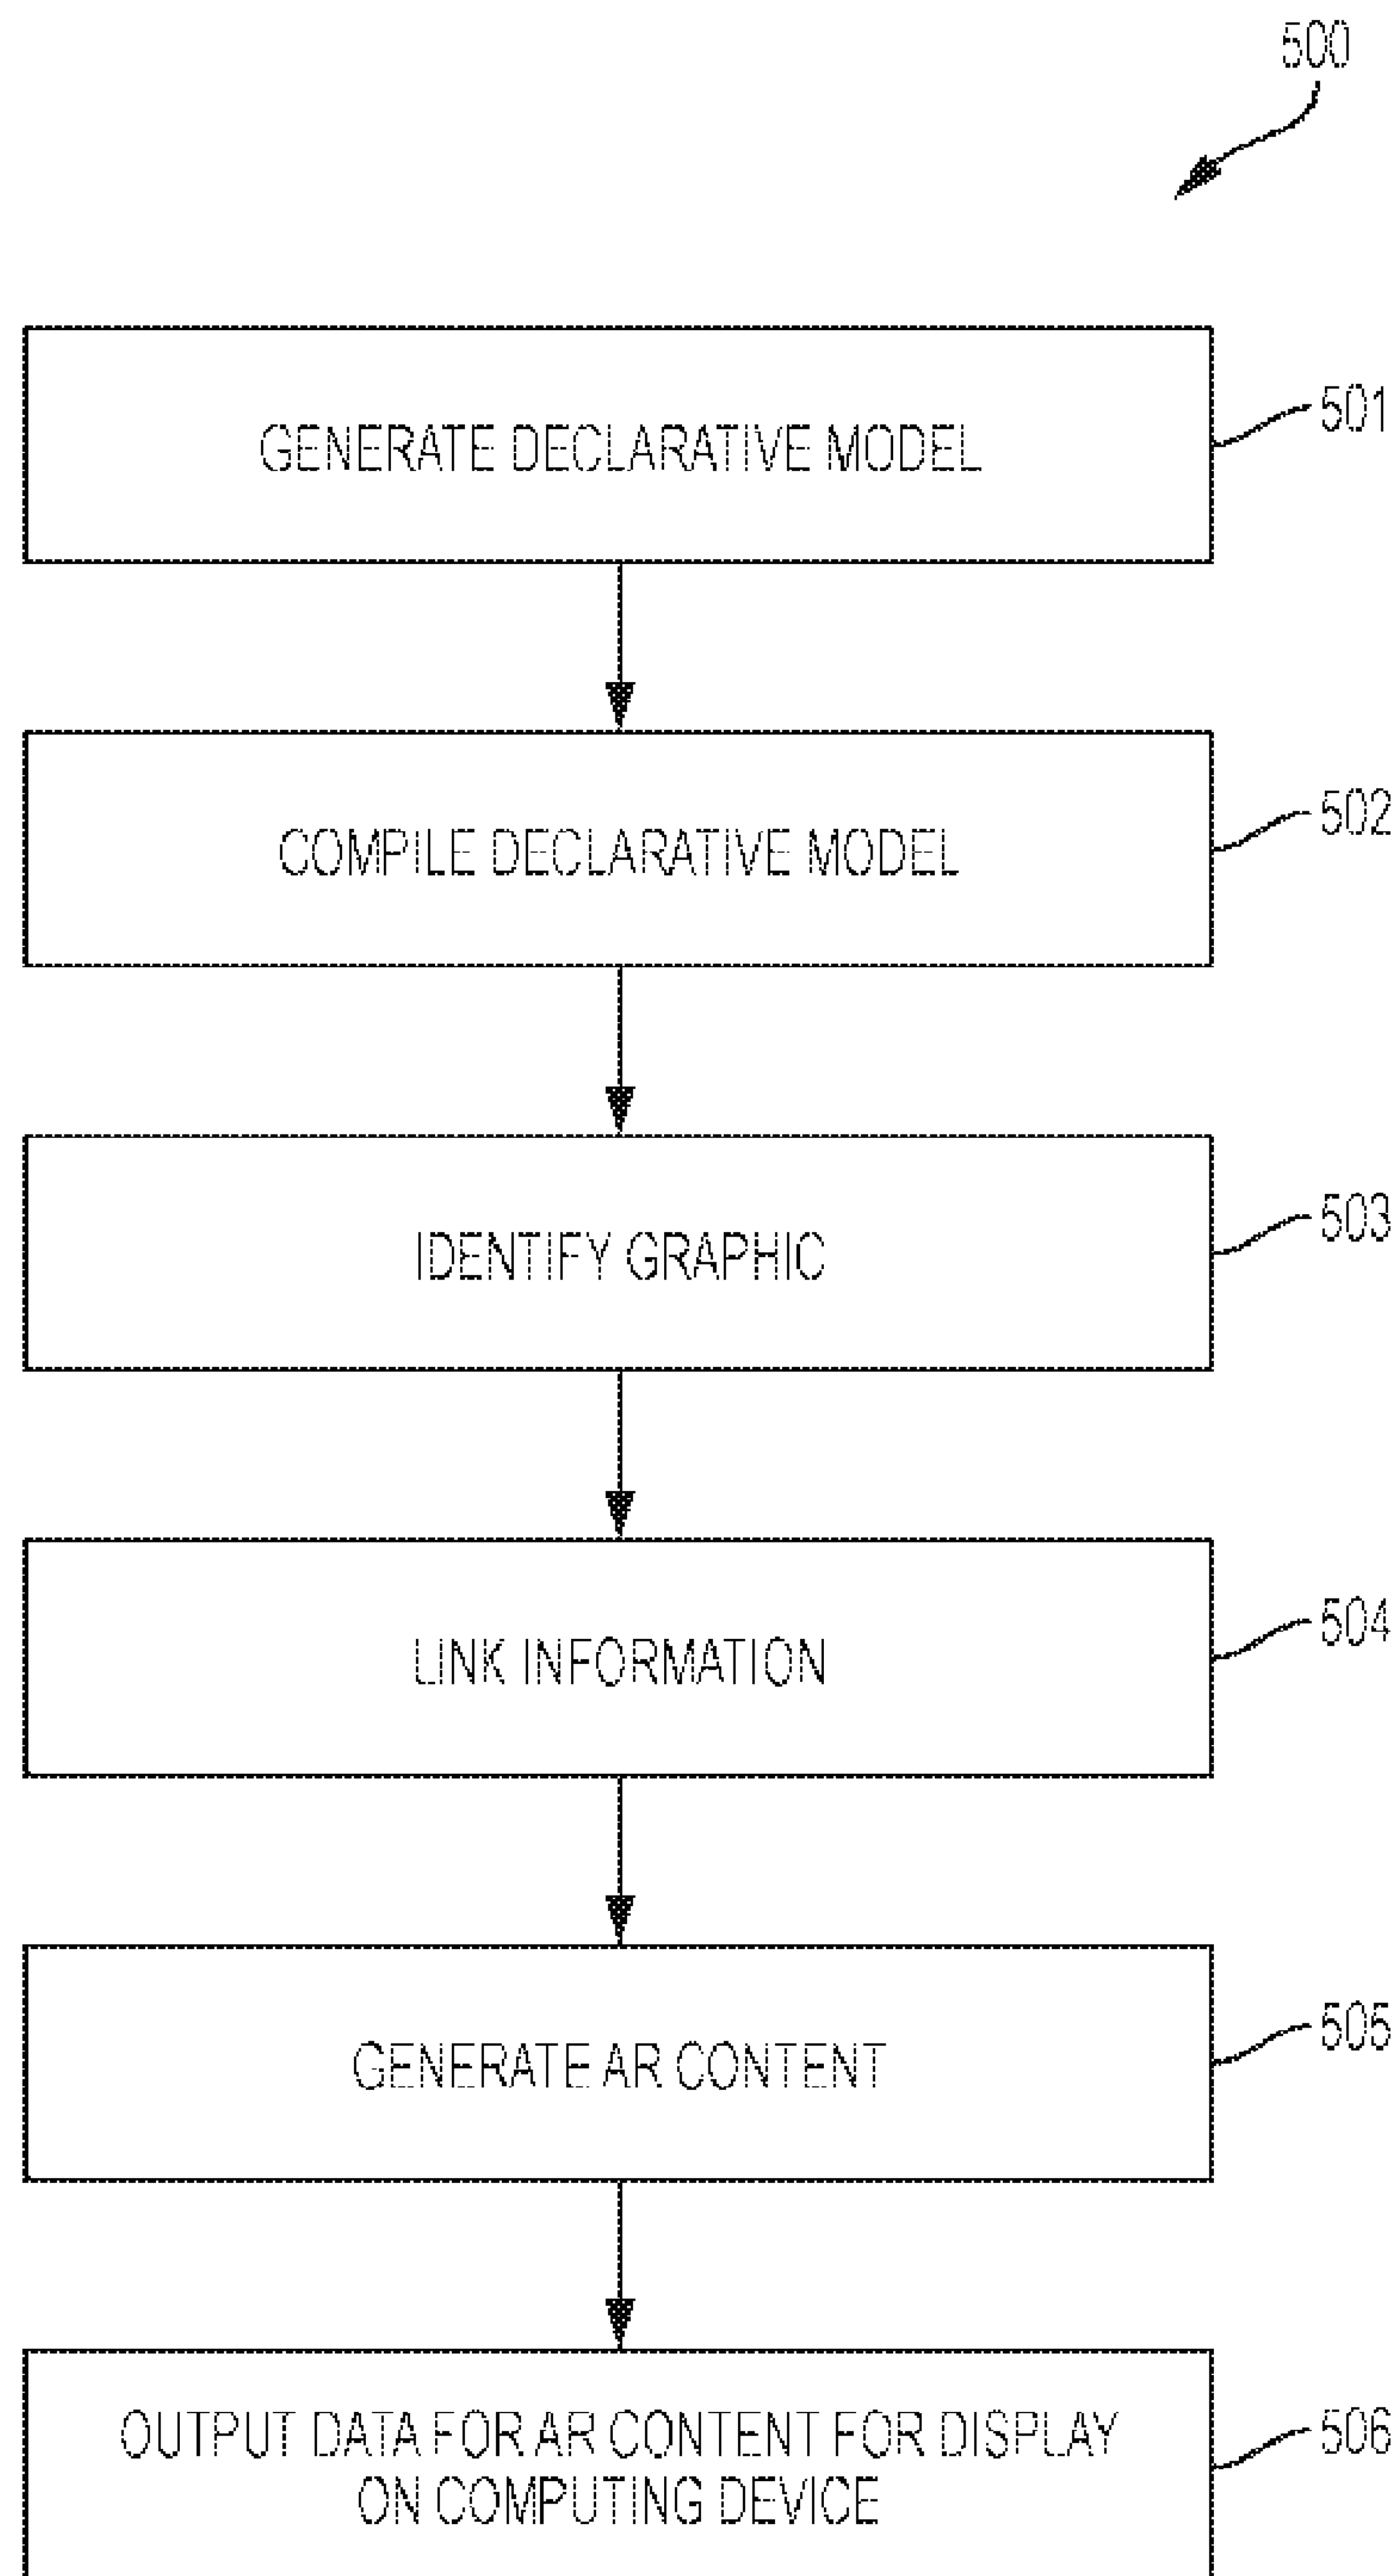 500
GENERATE DECLARATIVE MODEL
501
COMPILE DECLARATIVE MODEL
502
IDENTIFY GRAPHIC
503
LINK INFORMATION
504
GENERATE AR CONTENT
505
OUTPUT DATA FOR AR CONTENT FOR DISPLAY
ON COMPUTING DEVICE
506